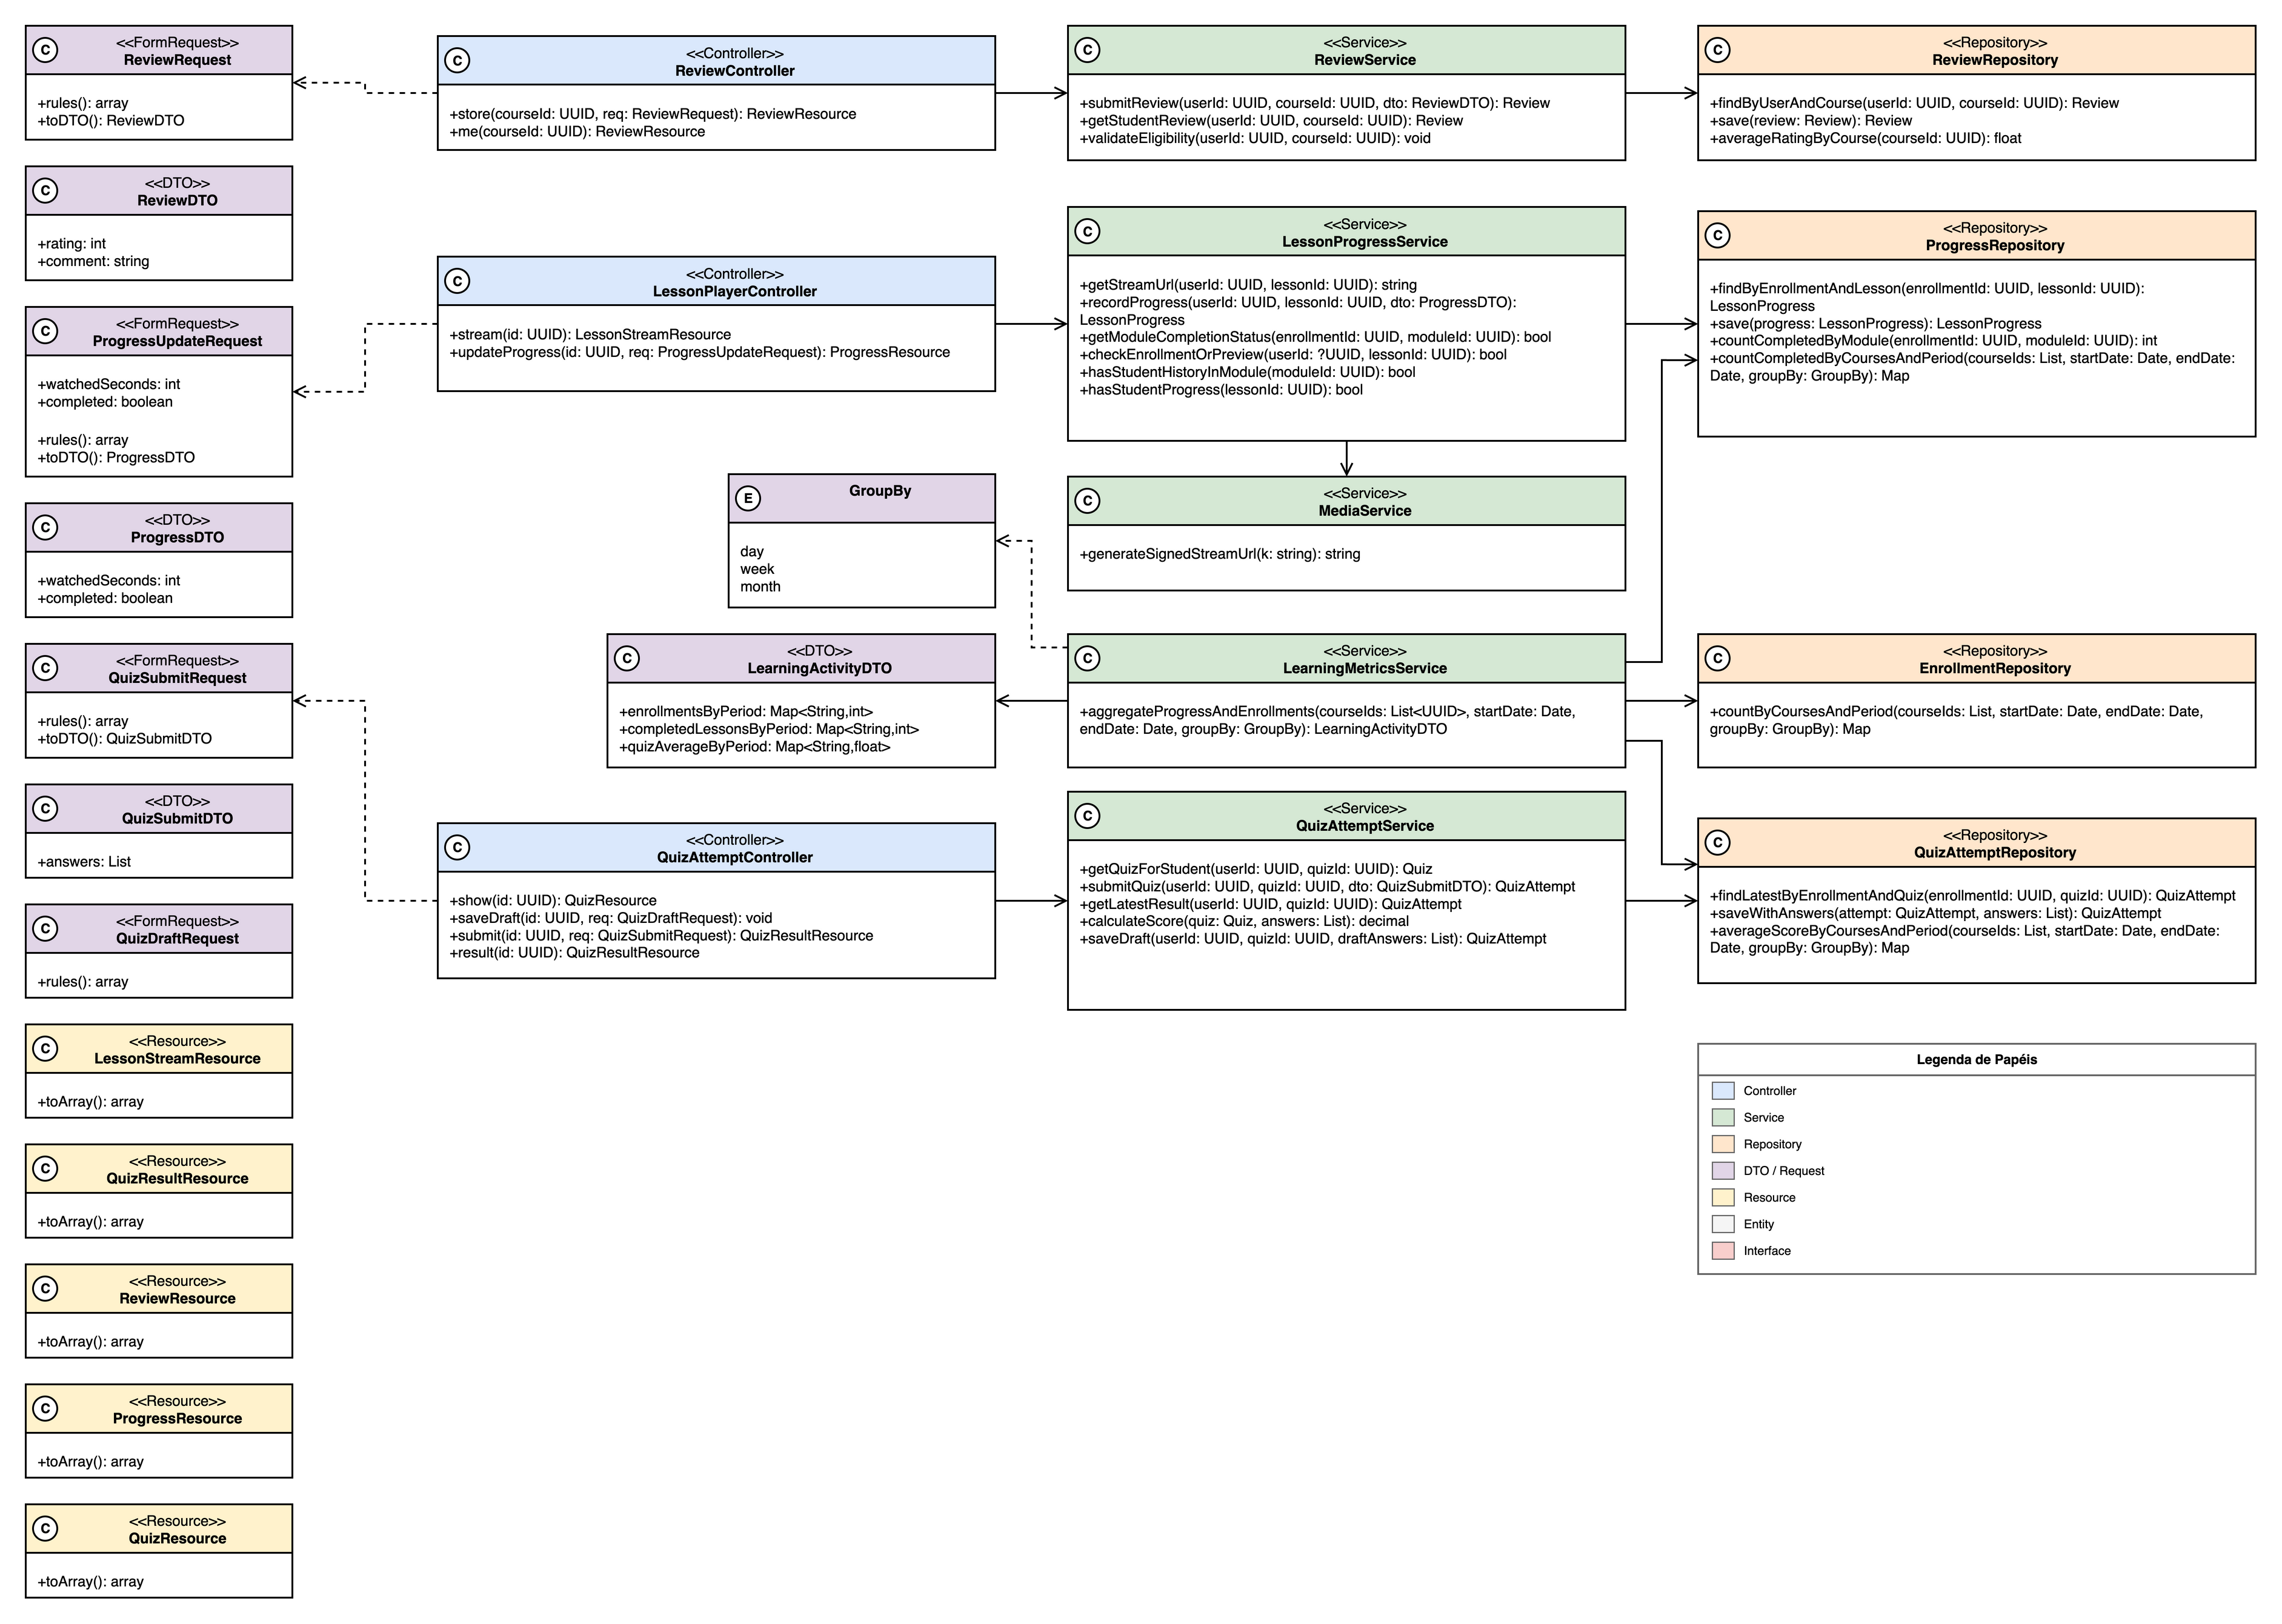 C
<<FormRequest>>
ReviewRequest
+rules(): array
+toDTO(): ReviewDTO
C
<<DTO>>
ReviewDTO
+rating: int
+comment: string
C
<<FormRequest>>
ProgressUpdateRequest
+watchedSeconds: int
+completed: boolean
+rules(): array
+toDTO(): ProgressDTO
C
<<DTO>>
ProgressDTO
+watchedSeconds: int
+completed: boolean
C
<<FormRequest>>
QuizSubmitRequest
+rules(): array
+toDTO(): QuizSubmitDTO
C
<<DTO>>
QuizSubmitDTO
+answers: List
C
<<FormRequest>>
QuizDraftRequest
+rules(): array
C
<<Resource>>
LessonStreamResource
+toArray(): array
C
<<Resource>>
QuizResultResource
+toArray(): array
C
<<Resource>>
ReviewResource
+toArray(): array
C
<<Resource>>
ProgressResource
+toArray(): array
C
<<Resource>>
QuizResource
+toArray(): array
C
<<Controller>>
ReviewController
+store(courseId: UUID, req: ReviewRequest): ReviewResource
+me(courseId: UUID): ReviewResource
C
<<Controller>>
LessonPlayerController
+stream(id: UUID): LessonStreamResource
+updateProgress(id: UUID, req: ProgressUpdateRequest): ProgressResource
E
GroupBy
day
week
month
C
<<DTO>>
LearningActivityDTO
+enrollmentsByPeriod: Map<String,int>
+completedLessonsByPeriod: Map<String,int>
+quizAverageByPeriod: Map<String,float>
C
<<Controller>>
QuizAttemptController
+show(id: UUID): QuizResource
+saveDraft(id: UUID, req: QuizDraftRequest): void
+submit(id: UUID, req: QuizSubmitRequest): QuizResultResource
+result(id: UUID): QuizResultResource
C
<<Service>>
ReviewService
+submitReview(userId: UUID, courseId: UUID, dto: ReviewDTO): Review
+getStudentReview(userId: UUID, courseId: UUID): Review
+validateEligibility(userId: UUID, courseId: UUID): void
C
<<Service>>
LessonProgressService
+getStreamUrl(userId: UUID, lessonId: UUID): string
+recordProgress(userId: UUID, lessonId: UUID, dto: ProgressDTO):
LessonProgress
+getModuleCompletionStatus(enrollmentId: UUID, moduleId: UUID): bool
+checkEnrollmentOrPreview(userId: ?UUID, lessonId: UUID): bool
+hasStudentHistoryInModule(moduleId: UUID): bool
+hasStudentProgress(lessonId: UUID): bool
C
<<Service>>
MediaService
+generateSignedStreamUrl(k: string): string
C
<<Service>>
LearningMetricsService
+aggregateProgressAndEnrollments(courseIds: List<UUID>, startDate: Date,
endDate: Date, groupBy: GroupBy): LearningActivityDTO
C
<<Service>>
QuizAttemptService
+getQuizForStudent(userId: UUID, quizId: UUID): Quiz
+submitQuiz(userId: UUID, quizId: UUID, dto: QuizSubmitDTO): QuizAttempt
+getLatestResult(userId: UUID, quizId: UUID): QuizAttempt
+calculateScore(quiz: Quiz, answers: List): decimal
+saveDraft(userId: UUID, quizId: UUID, draftAnswers: List): QuizAttempt
C
<<Repository>>
ReviewRepository
+findByUserAndCourse(userId: UUID, courseId: UUID): Review
+save(review: Review): Review
+averageRatingByCourse(courseId: UUID): float
C
<<Repository>>
ProgressRepository
+findByEnrollmentAndLesson(enrollmentId: UUID, lessonId: UUID):
LessonProgress
+save(progress: LessonProgress): LessonProgress
+countCompletedByModule(enrollmentId: UUID, moduleId: UUID): int
+countCompletedByCoursesAndPeriod(courseIds: List, startDate: Date, endDate:
Date, groupBy: GroupBy): Map
C
<<Repository>>
EnrollmentRepository
+countByCoursesAndPeriod(courseIds: List, startDate: Date, endDate: Date,
groupBy: GroupBy): Map
C
<<Repository>>
QuizAttemptRepository
+findLatestByEnrollmentAndQuiz(enrollmentId: UUID, quizId: UUID): QuizAttempt
+saveWithAnswers(attempt: QuizAttempt, answers: List): QuizAttempt
+averageScoreByCoursesAndPeriod(courseIds: List, startDate: Date, endDate:
Date, groupBy: GroupBy): Map
Legenda de Papéis
Controller
Service
Repository
DTO / Request
Resource
Entity
Interface